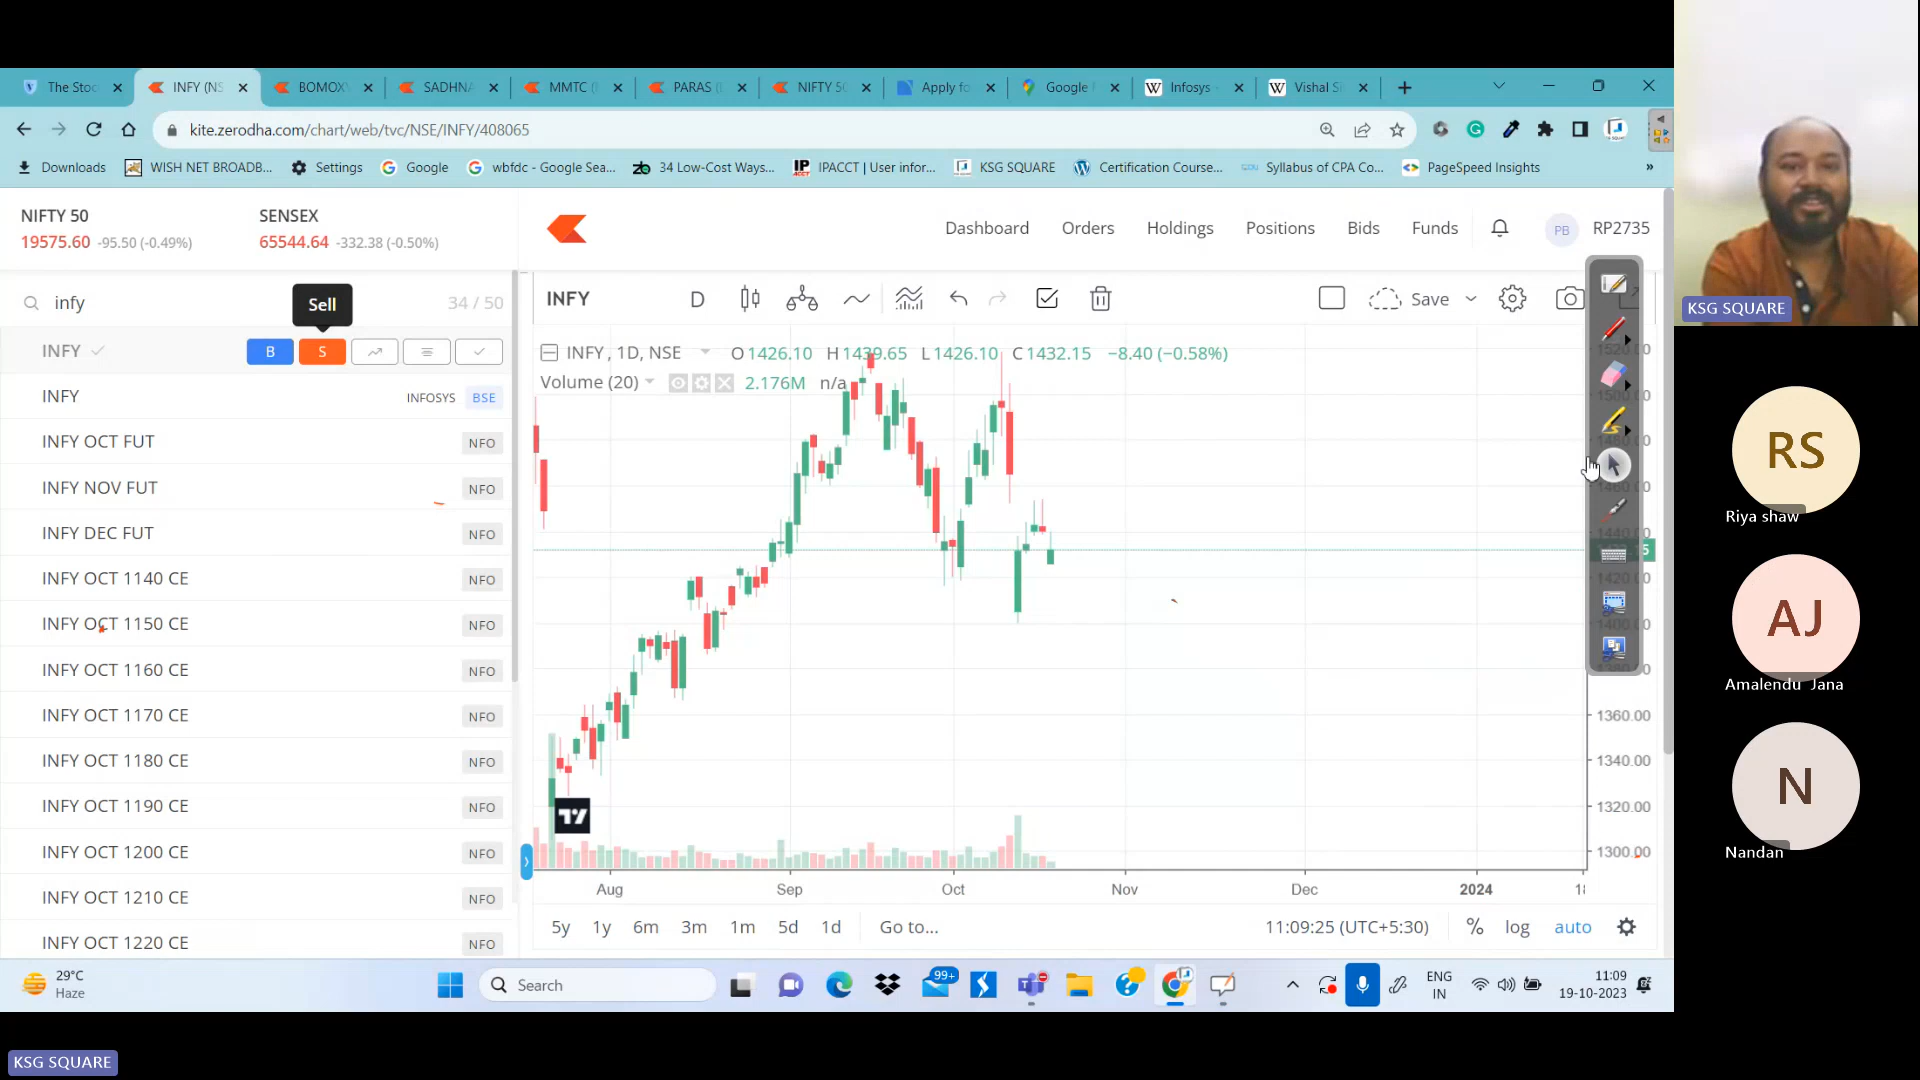 The Stoc
INFY (NS
BOMOX
SADHNA
MMTC (
PARAS (
NIFTY 50
Apply fo
Google
Infosys
Vishal Si
kite.zerodha.com/chart/web/tvc/NSE/INFY/408065
Downloads
WISH NET BROADB...
Settings
Google
wbfdc - Google Sea...
34 Low-Cost Ways...
IPACCT | User infor...
KSG SQUARE
Certification Course...
Syllabus of CPA Co...
PageSpeed Insights
»
NIFTY 50
19575.60 -95.50 (-0.49%)
SENSEX
65544.64 -332.38 (-0.50%)
Dashboard
Orders
Holdings
Positions
Bids
Funds
PB
RP2735
infy
34 / 50
Sell
INFY
B
S
INFY INFOSYS BSE
INFY OCT FUT NFO
INFY NOV FUT NFO
INFY DEC FUT NFO
INFY OCT 1140 CE NFO
INFY OCT 1150 CE NFO
INFY OCT 1160 CE NFO
INFY OCT 1170 CE NFO
INFY OCT 1180 CE NFO
INFY OCT 1190 CE NFO
INFY OCT 1200 CE NFO
INFY OCT 1210 CE NFO
INFY OCT 1220 CE NFO
INFY
D
Save
INFY , 1D, NSE O1426.10 H1439.65 L1426.10 C1432.15 −8.40 (−0.58%)
Volume (20) 2.176M n/a
1360.00
1340.00
1320.00
1300.00
Aug
Sep
Oct
Nov
Dec
2024
5y
1y
6m
3m
1m
5d
1d
Go to...
11:09:25 (UTC+5:30)
%
log
auto
29°C
Haze
Search
99+
ENG
IN
11:09
19-10-2023
KSG SQUARE
RS
Riya shaw
AJ
Amalendu Jana
N
Nandan
KSG SQUARE